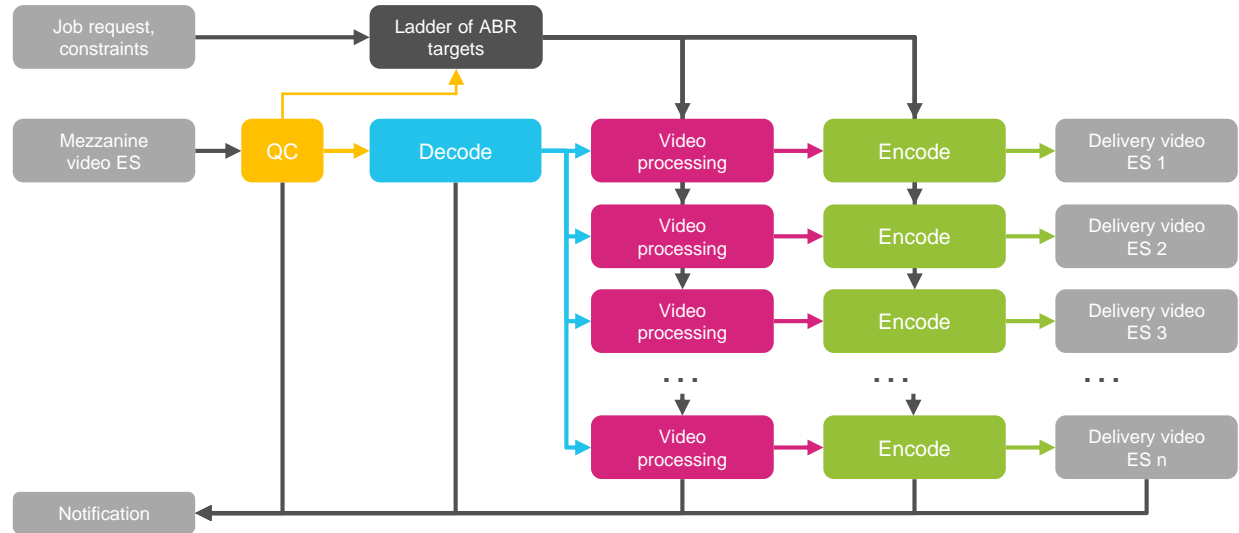 Job request,
constraints
Ladder of ABR
targets
Mezzanine
video ES
QC
Decode
Video
processing
Encode
Delivery video
ES 1
Video
processing
Encode
Delivery video
ES 2
Video
processing
Encode
Delivery video
ES 3
... ... ...
Video
processing
Encode
Delivery video
ES n
Notification